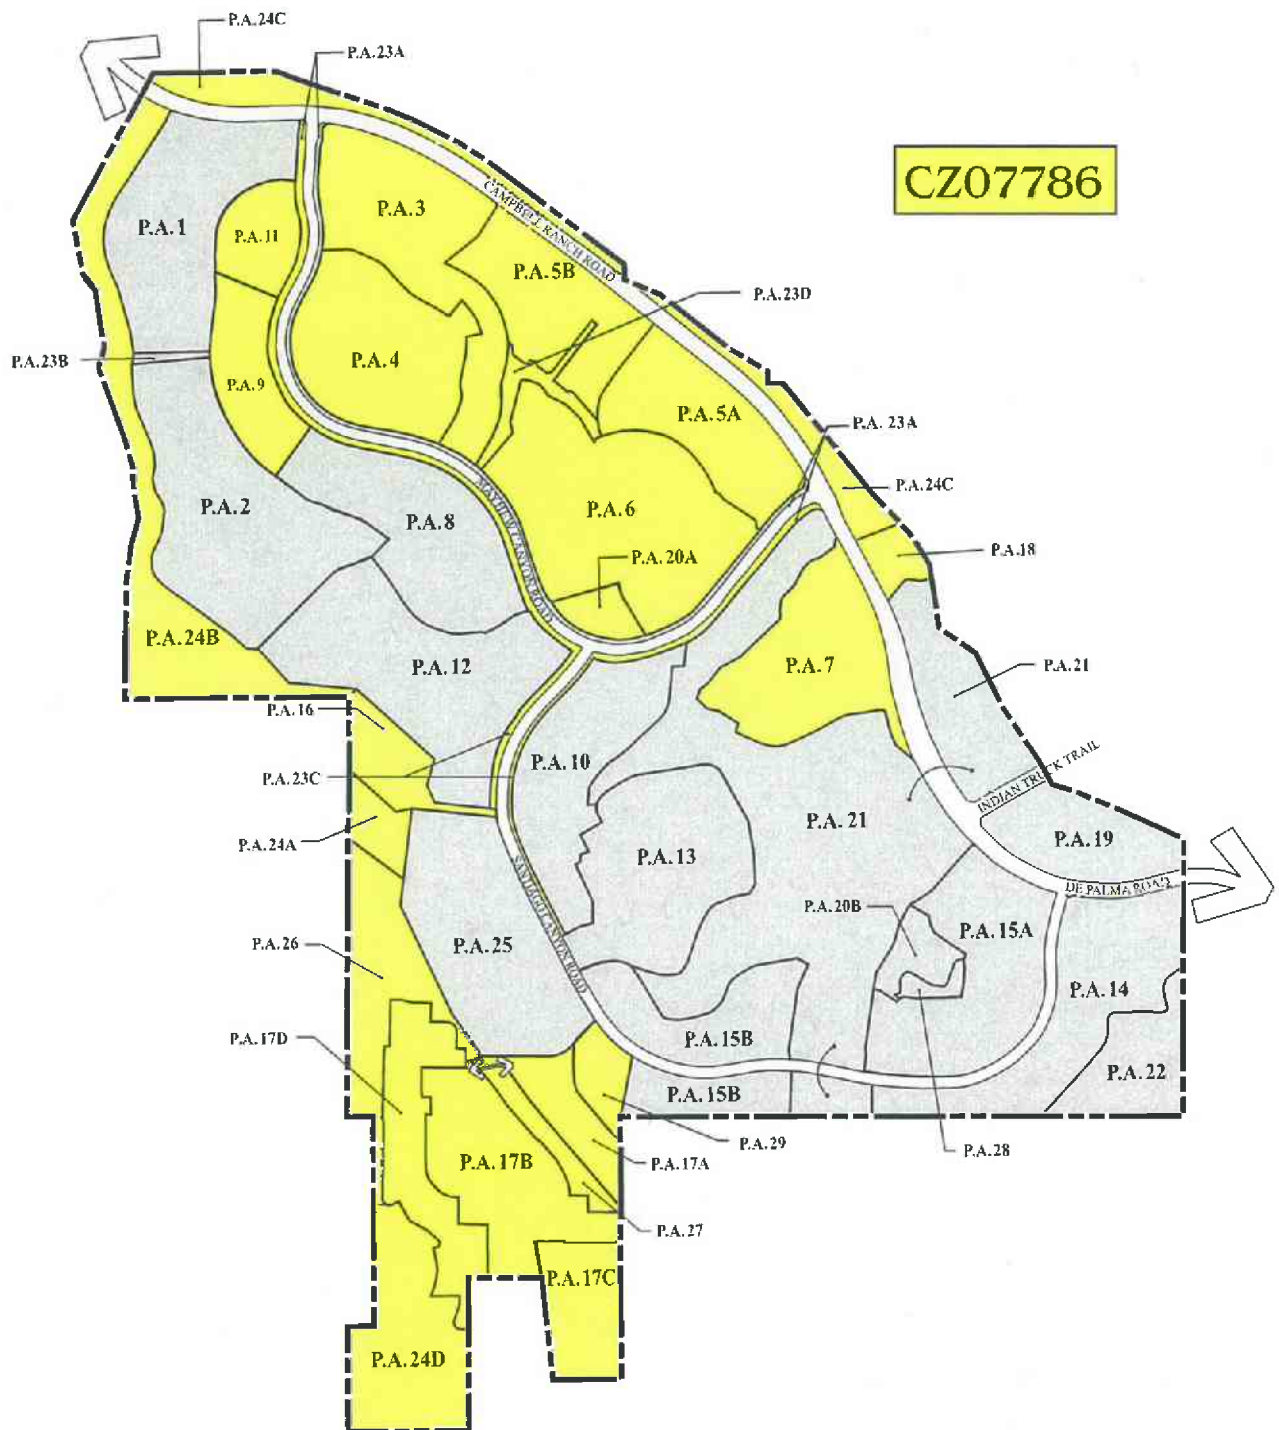 P.A.24C
P.A.23A
CZ07786
CAMPBELL RANCH ROAD
P.A.3
P.A.1
P.A.11
P.A.5B
P.A.23D
P.A.23B
P.A.4
P.A.9
P.A.5A
P.A.23A
P.A.24C
P.A.2
P.A.8
P.A.6
MAYHEW CANYON ROAD
P.A.18
P.A.20A
P.A.24B
P.A.12
P.A.7
P.A.21
P.A.16
INDIAN TRUCK TRAIL
P.A.23C
P.A.10
P.A.21
P.A.19
P.A.24A
P.A.13
DE PALMA ROAD
P.A.20B
SANTIAGO CANYON ROAD
P.A.15A
P.A.26
P.A.25
P.A.14
P.A.17D
P.A.15B
P.A.22
P.A.15B
P.A.29
P.A.28
P.A.17B
P.A.17A
P.A.27
P.A.17C
P.A.24D